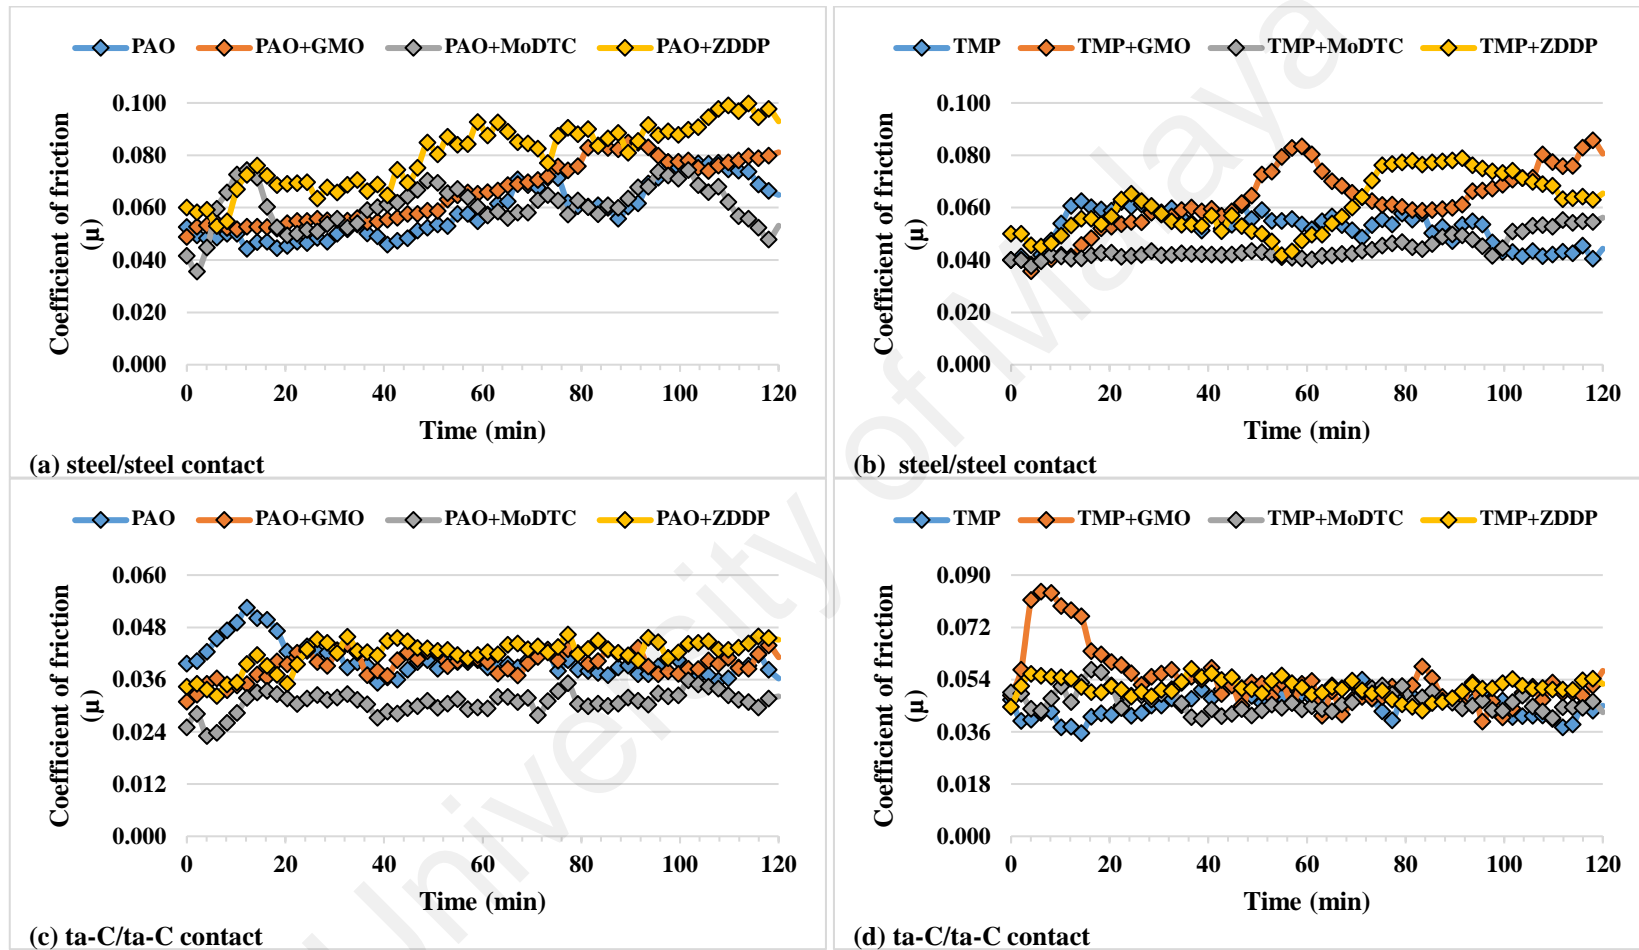 PAO PAO+GMO PAO+MoDTC PAO+ZDDP
0.100
0.080
0.060
0.040
0.020
0.000
Coefficient of friction
(µ)
0 20 40 60 80 100 120
Time (min)
(a) steel/steel contact
TMP TMP+GMO TMP+MoDTC TMP+ZDDP
0.100
0.080
0.060
0.040
0.020
0.000
Coefficient of friction
(µ)
0 20 40 60 80 100 120
Time (min)
(b) steel/steel contact
PAO PAO+GMO PAO+MoDTC PAO+ZDDP
0.060
0.048
0.036
0.024
0.012
0.000
Coefficient of friction
(µ)
0 20 40 60 80 100 120
Time (min)
(c) ta-C/ta-C contact
TMP TMP+GMO TMP+MoDTC TMP+ZDDP
0.090
0.072
0.054
0.036
0.018
0.000
Coefficient of friction
(µ)
0 20 40 60 80 100 120
Time (min)
(d) ta-C/ta-C contact
University of Malaya